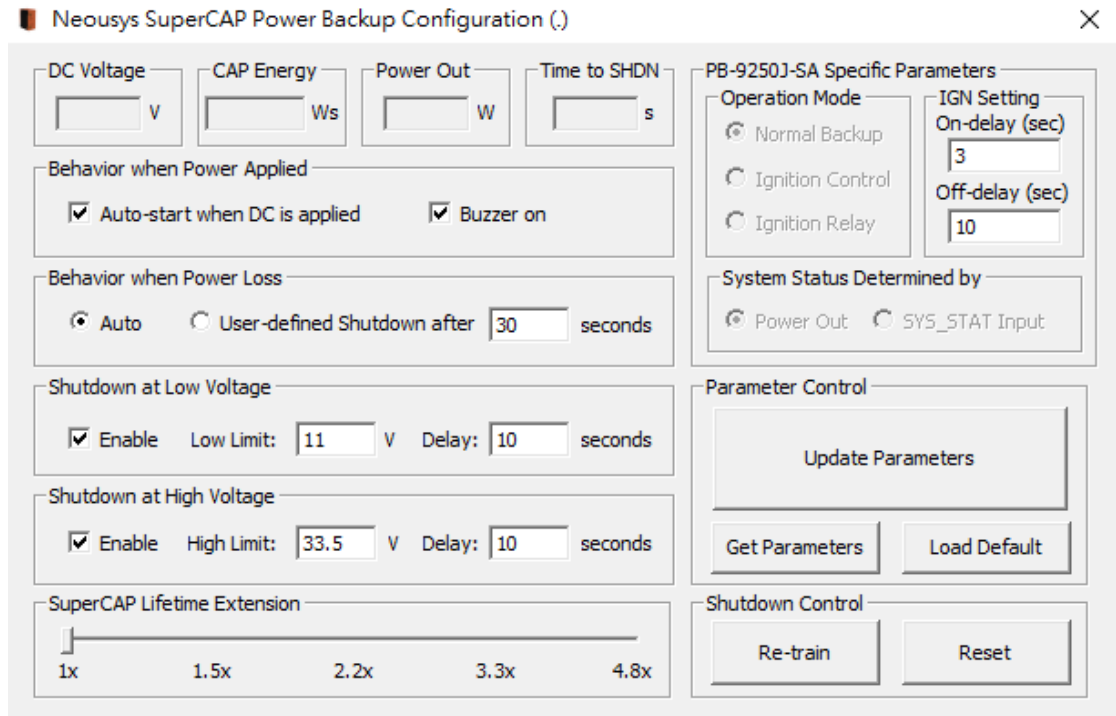 Neousys SuperCAP Power Backup Configuration (.)
DC Voltage
V
CAP Energy
Ws
Power Out
W
Time to SHDN
s
Behavior when Power Applied
Auto-start when DC is applied
Buzzer on
Behavior when Power Loss
Auto
User-defined Shutdown after 30 seconds
Shutdown at Low Voltage
Enable Low Limit: 11 V Delay: 10 seconds
Shutdown at High Voltage
Enable High Limit: 33.5 V Delay: 10 seconds
SuperCAP Lifetime Extension
1x 1.5x 2.2x 3.3x 4.8x
PB-9250J-SA Specific Parameters
Operation Mode
Normal Backup
Ignition Control
Ignition Relay
IGN Setting
On-delay (sec)
3
Off-delay (sec)
10
System Status Determined by
Power Out SYS_STAT Input
Parameter Control
Update Parameters
Get Parameters Load Default
Shutdown Control
Re-train Reset